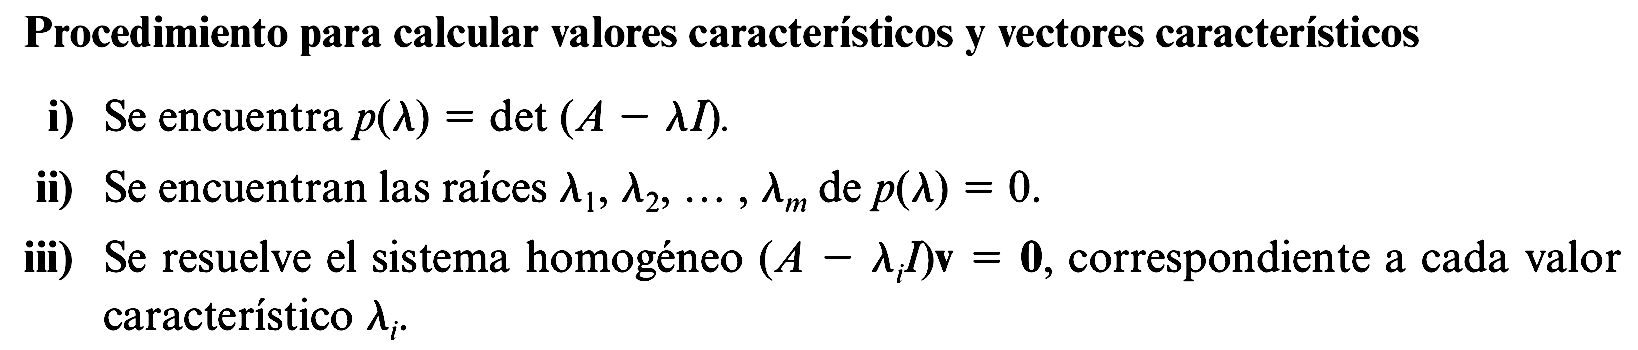 Procedimiento para calcular valores característicos y vectores característicos
i) Se encuentra p(λ) = det (A − λI).
ii) Se encuentran las raíces λ₁, λ₂, … , λₘ de p(λ) = 0.
iii) Se resuelve el sistema homogéneo (A − λᵢI)v = 0, correspondiente a cada valor
característico λᵢ.